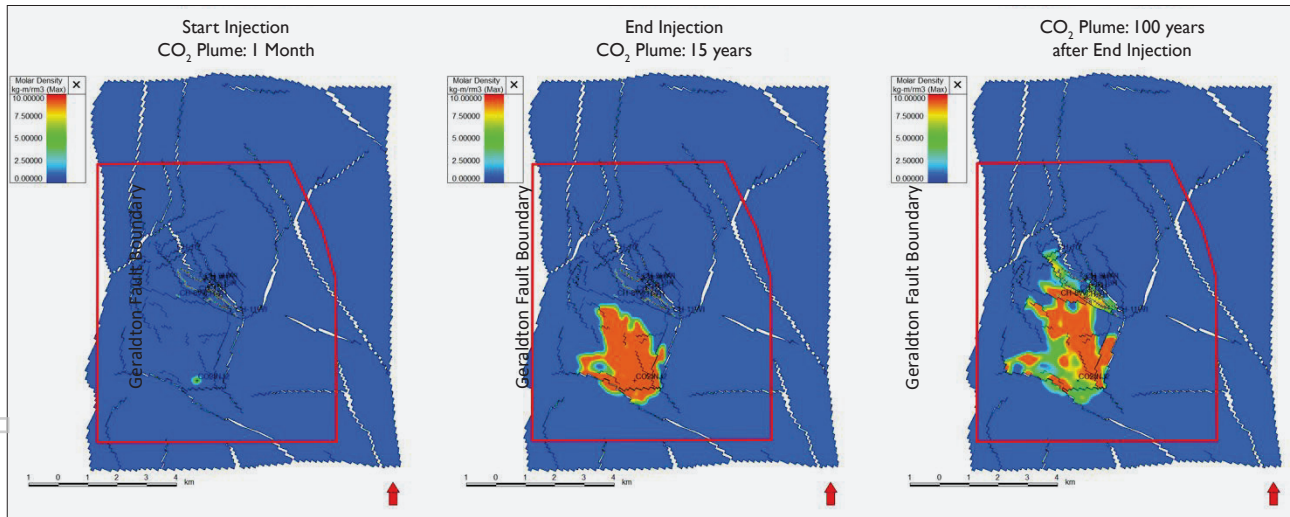 Start Injection
CO₂ Plume: 1 Month
Molar Density
kg-m/rm3 (Max)
10.00000
7.50000
5.00000
2.50000
0.00000
Geraldton Fault Boundary
1 0 1 2 3 4
km
End Injection
CO₂ Plume: 15 years
Molar Density
kg-m/rm3 (Max)
10.00000
7.50000
5.00000
2.50000
0.00000
Geraldton Fault Boundary
1 0 1 2 3 4
km
CO₂ Plume: 100 years
after End Injection
Molar Density
kg-m/rm3 (Max)
10.00000
7.50000
5.00000
2.50000
0.00000
Geraldton Fault Boundary
1 0 1 2 3 4
km